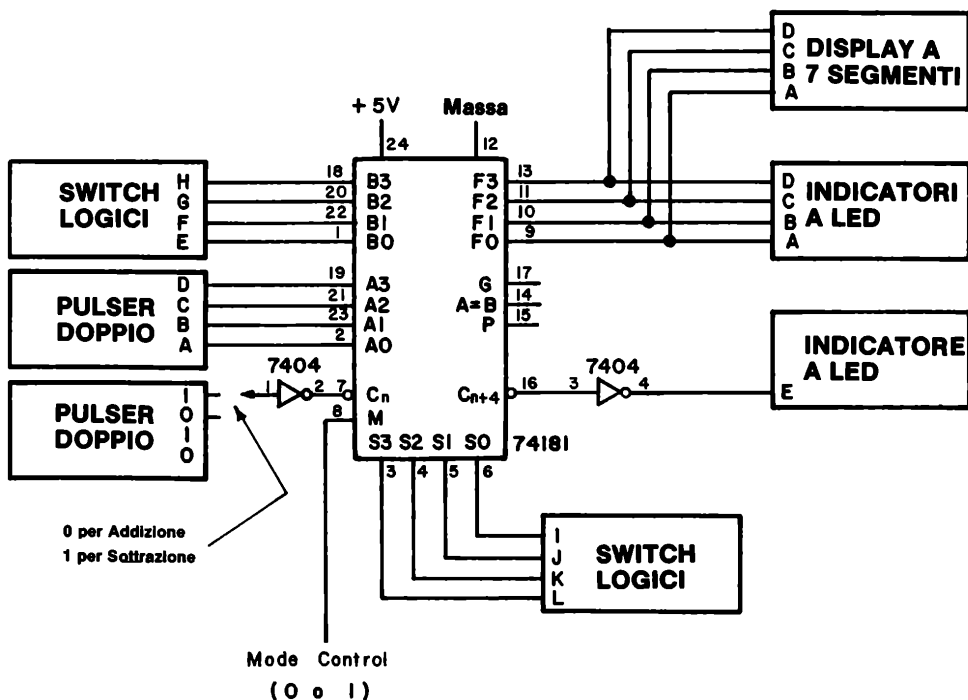 +5V
Massa
24
12
DISPLAY A
7 SEGMENTI
D
C
B
A
SWITCH
LOGICI
H
G
F
E
18
20
22
1
B3
B2
B1
B0
F3
F2
F1
F0
13
11
10
9
D
C
B
A
INDICATORI
A LED
PULSER
DOPPIO
D
C
B
A
19
21
23
2
A3
A2
A1
A0
G
A=B
P
17
14
15
PULSER
DOPPIO
1
0
1
0
7404
1
2
7
8
Cn
M
Cn+4
16
7404
3
4
E
INDICATORE
A LED
S3 S2 S1 S0
74181
3
4
5
6
0 per Addizione
1 per Sottrazione
I
J
K
L
SWITCH
LOGICI
Mode Control
(0 o 1)